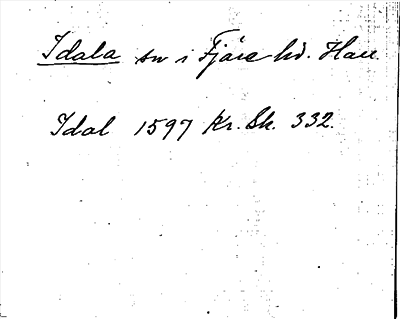 Idala sn i Fjäre hd. Hall.
Idal 1597 Kr. Sk. 332.